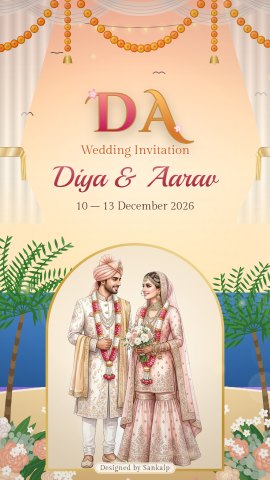 DA
Wedding Invitation
Diya & Aarav
10 — 13 December 2026
Designed by Sankalp